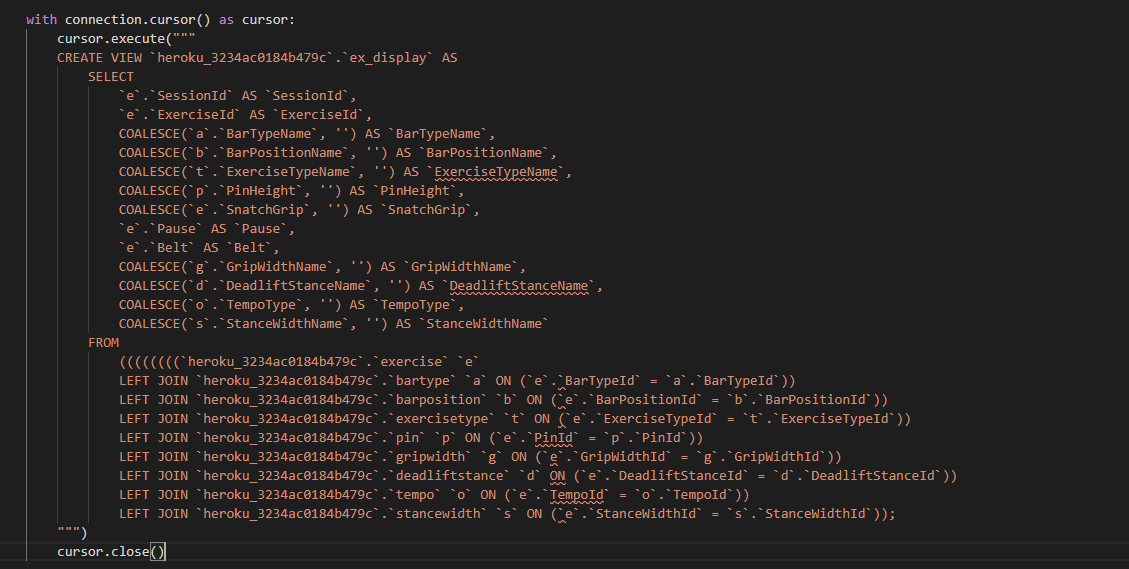 with connection.cursor() as cursor:
    cursor.execute("""
    CREATE VIEW `heroku_3234ac0184b479c`.`ex_display` AS
        SELECT
            `e`.`SessionId` AS `SessionId`,
            `e`.`ExerciseId` AS `ExerciseId`,
            COALESCE(`a`.`BarTypeName`, '') AS `BarTypeName`,
            COALESCE(`b`.`BarPositionName`, '') AS `BarPositionName`,
            COALESCE(`t`.`ExerciseTypeName`, '') AS `ExerciseTypeName`,
            COALESCE(`p`.`PinHeight`, '') AS `PinHeight`,
            COALESCE(`e`.`SnatchGrip`, '') AS `SnatchGrip`,
            `e`.`Pause` AS `Pause`,
            `e`.`Belt` AS `Belt`,
            COALESCE(`g`.`GripWidthName`, '') AS `GripWidthName`,
            COALESCE(`d`.`DeadliftStanceName`, '') AS `DeadliftStanceName`,
            COALESCE(`o`.`TempoType`, '') AS `TempoType`,
            COALESCE(`s`.`StanceWidthName`, '') AS `StanceWidthName`
        FROM
            ((((((((`heroku_3234ac0184b479c`.`exercise` `e`
            LEFT JOIN `heroku_3234ac0184b479c`.`bartype` `a` ON (`e`.`BarTypeId` = `a`.`BarTypeId`))
            LEFT JOIN `heroku_3234ac0184b479c`.`barposition` `b` ON (`e`.`BarPositionId` = `b`.`BarPositionId`))
            LEFT JOIN `heroku_3234ac0184b479c`.`exercisetype` `t` ON (`e`.`ExerciseTypeId` = `t`.`ExerciseTypeId`))
            LEFT JOIN `heroku_3234ac0184b479c`.`pin` `p` ON (`e`.`PinId` = `p`.`PinId`))
            LEFT JOIN `heroku_3234ac0184b479c`.`gripwidth` `g` ON (`e`.`GripWidthId` = `g`.`GripWidthId`))
            LEFT JOIN `heroku_3234ac0184b479c`.`deadliftstance` `d` ON (`e`.`DeadliftStanceId` = `d`.`DeadliftStanceId`))
            LEFT JOIN `heroku_3234ac0184b479c`.`tempo` `o` ON (`e`.`TempoId` = `o`.`TempoId`))
            LEFT JOIN `heroku_3234ac0184b479c`.`stancewidth` `s` ON (`e`.`StanceWidthId` = `s`.`StanceWidthId`));
    """)
    cursor.close()